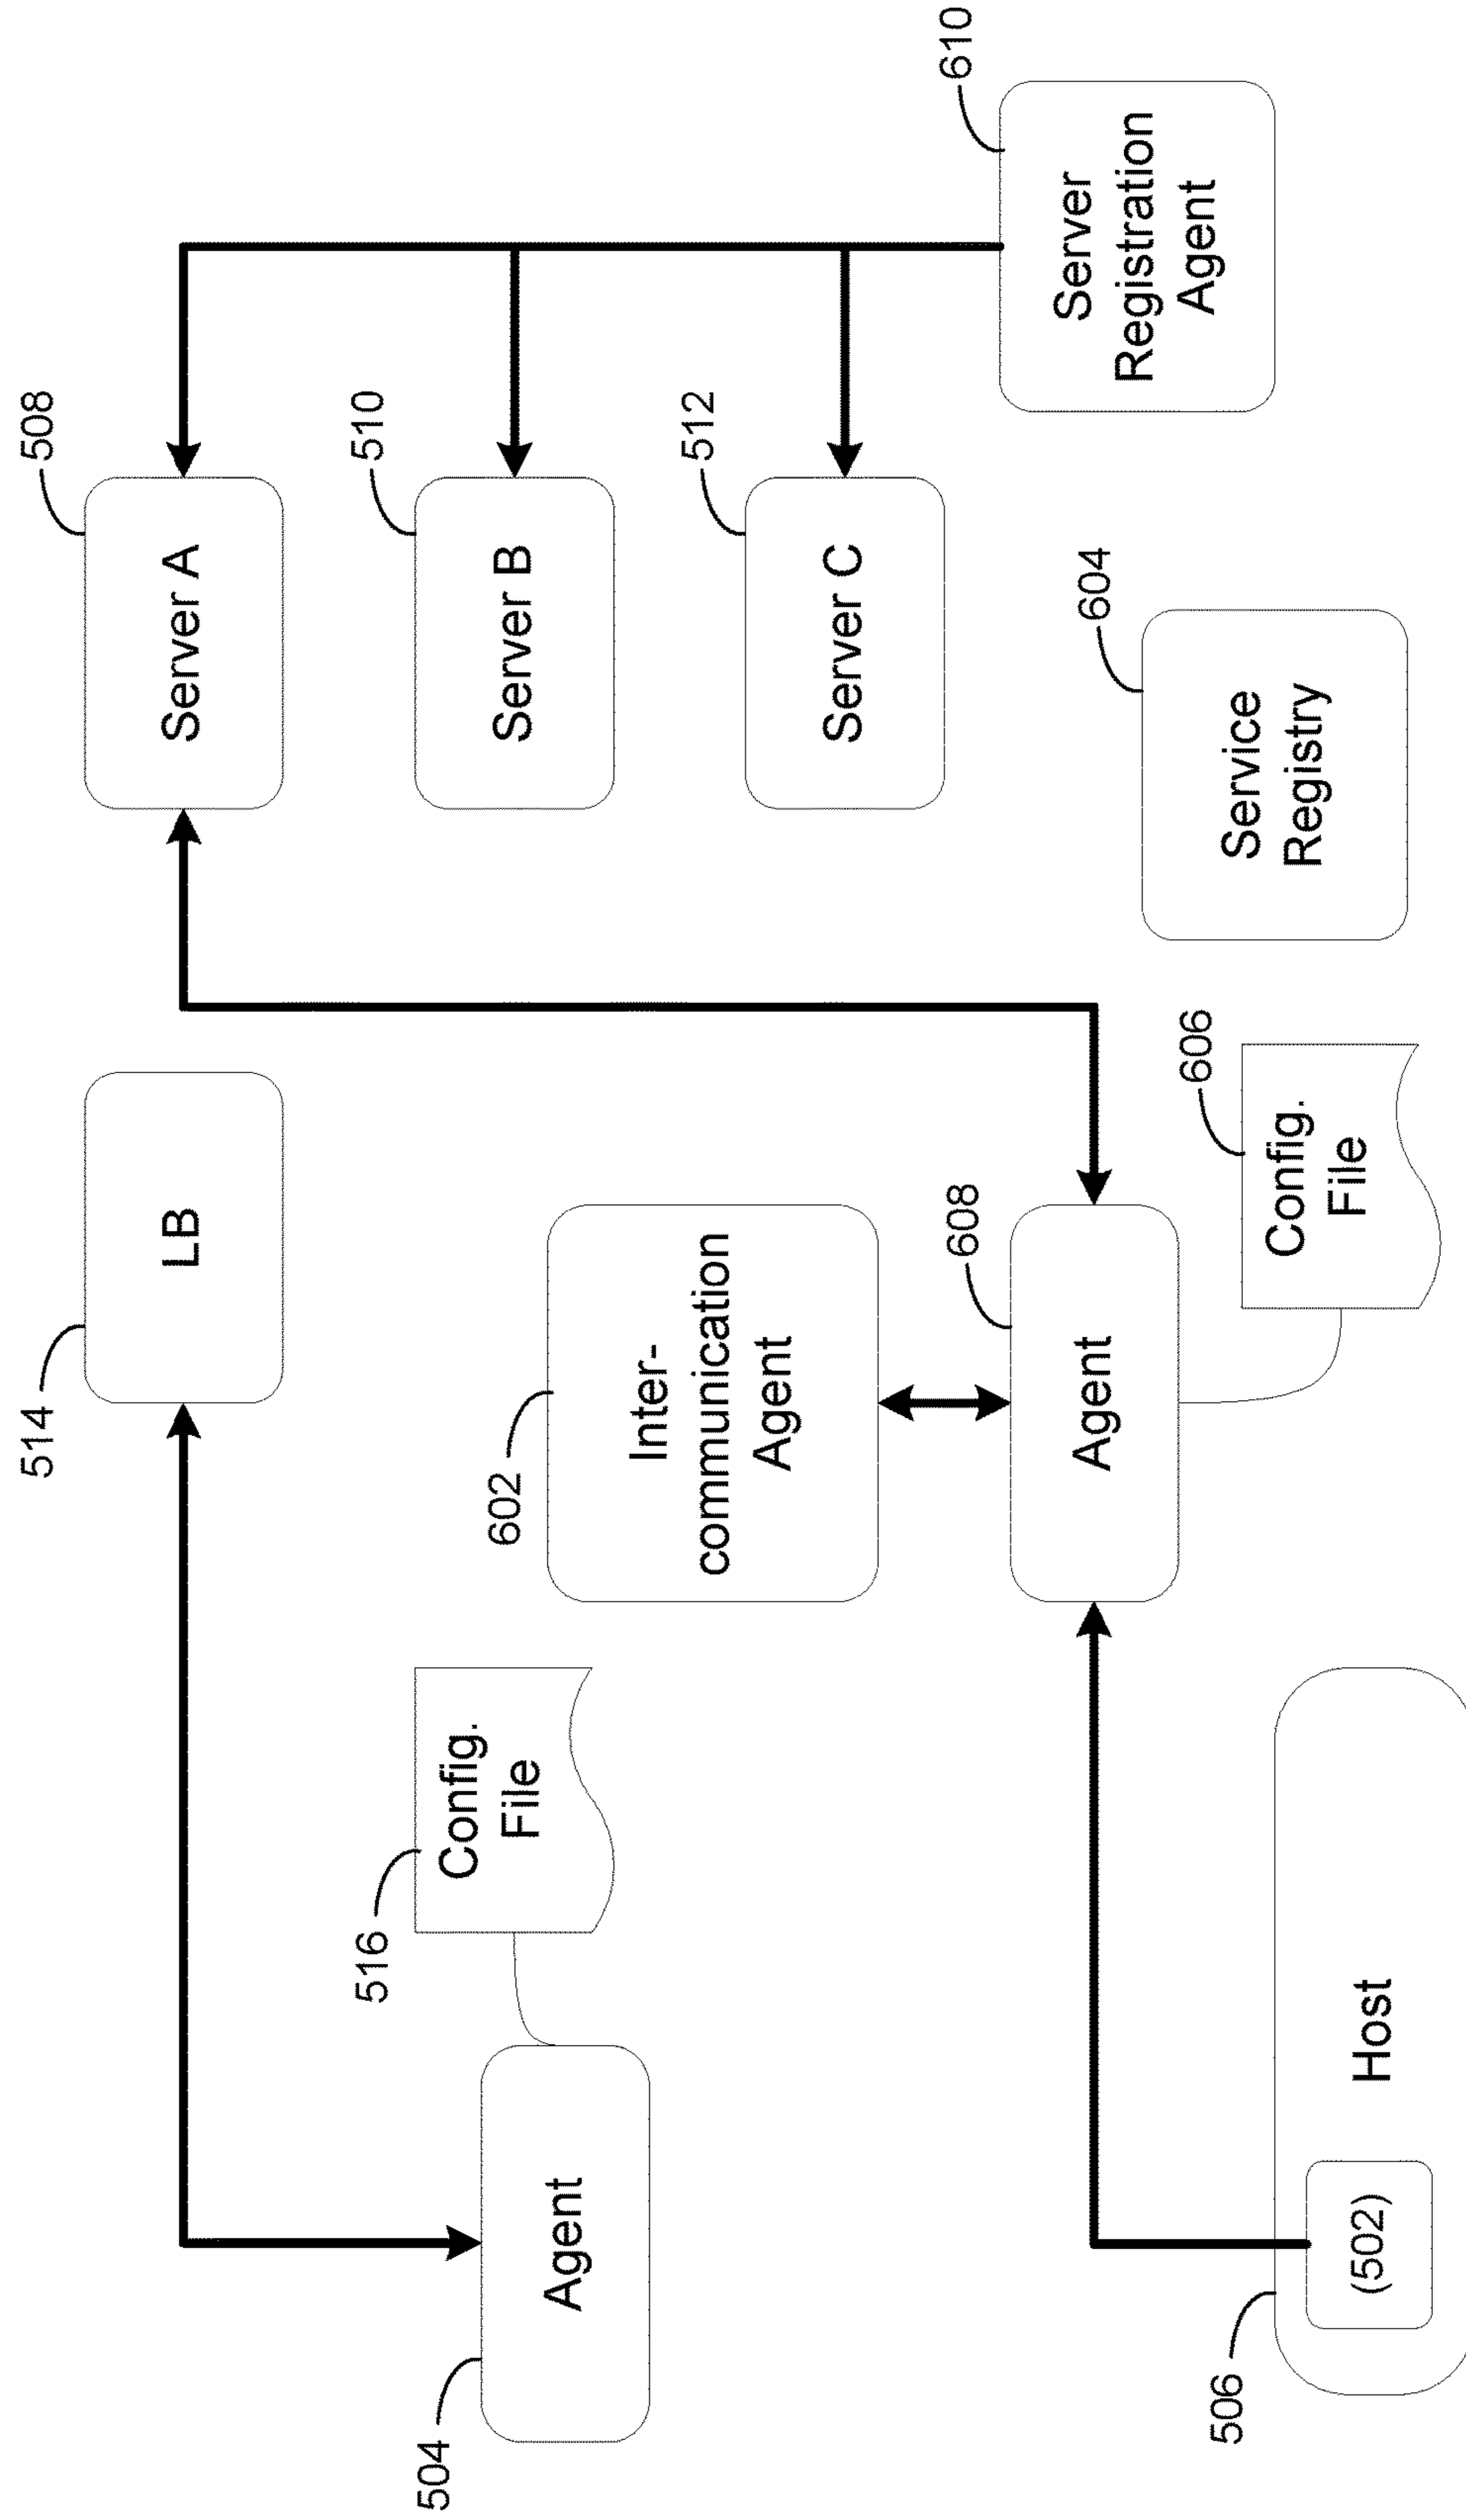 514
LB
508
Server A
516
Config.
File
504
Agent
602
Inter-
communication
Agent
510
Server B
512
Server C
608
Agent
606
Config.
File
506
(502)
Host
604
Service
Registry
610
Server
Registration
Agent